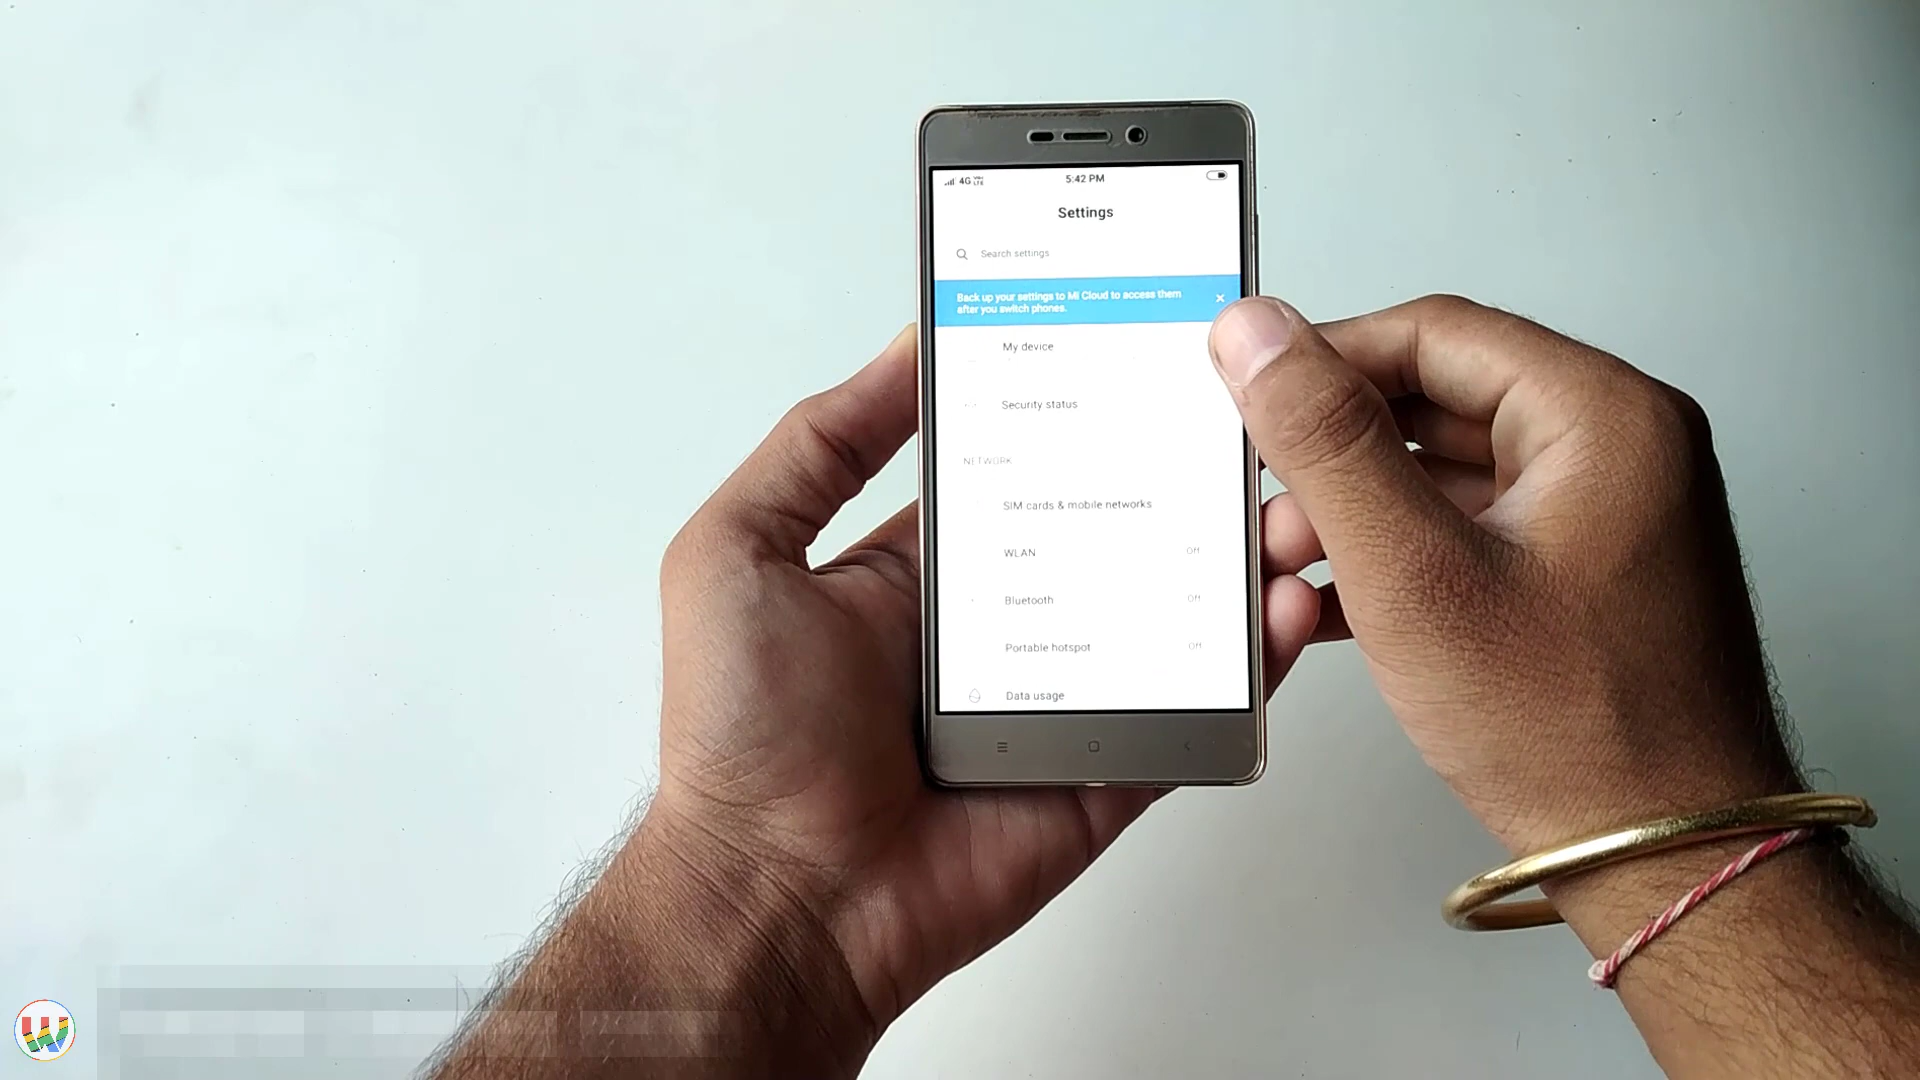 4G Vo LTE
5:42 PM
Settings
Search settings
Back up your settings to Mi Cloud to access them
after you switch phones.
My device
Security status
NETWORK
SIM cards & mobile networks
WLAN Off
Bluetooth Off
Portable hotspot Off
Data usage
W